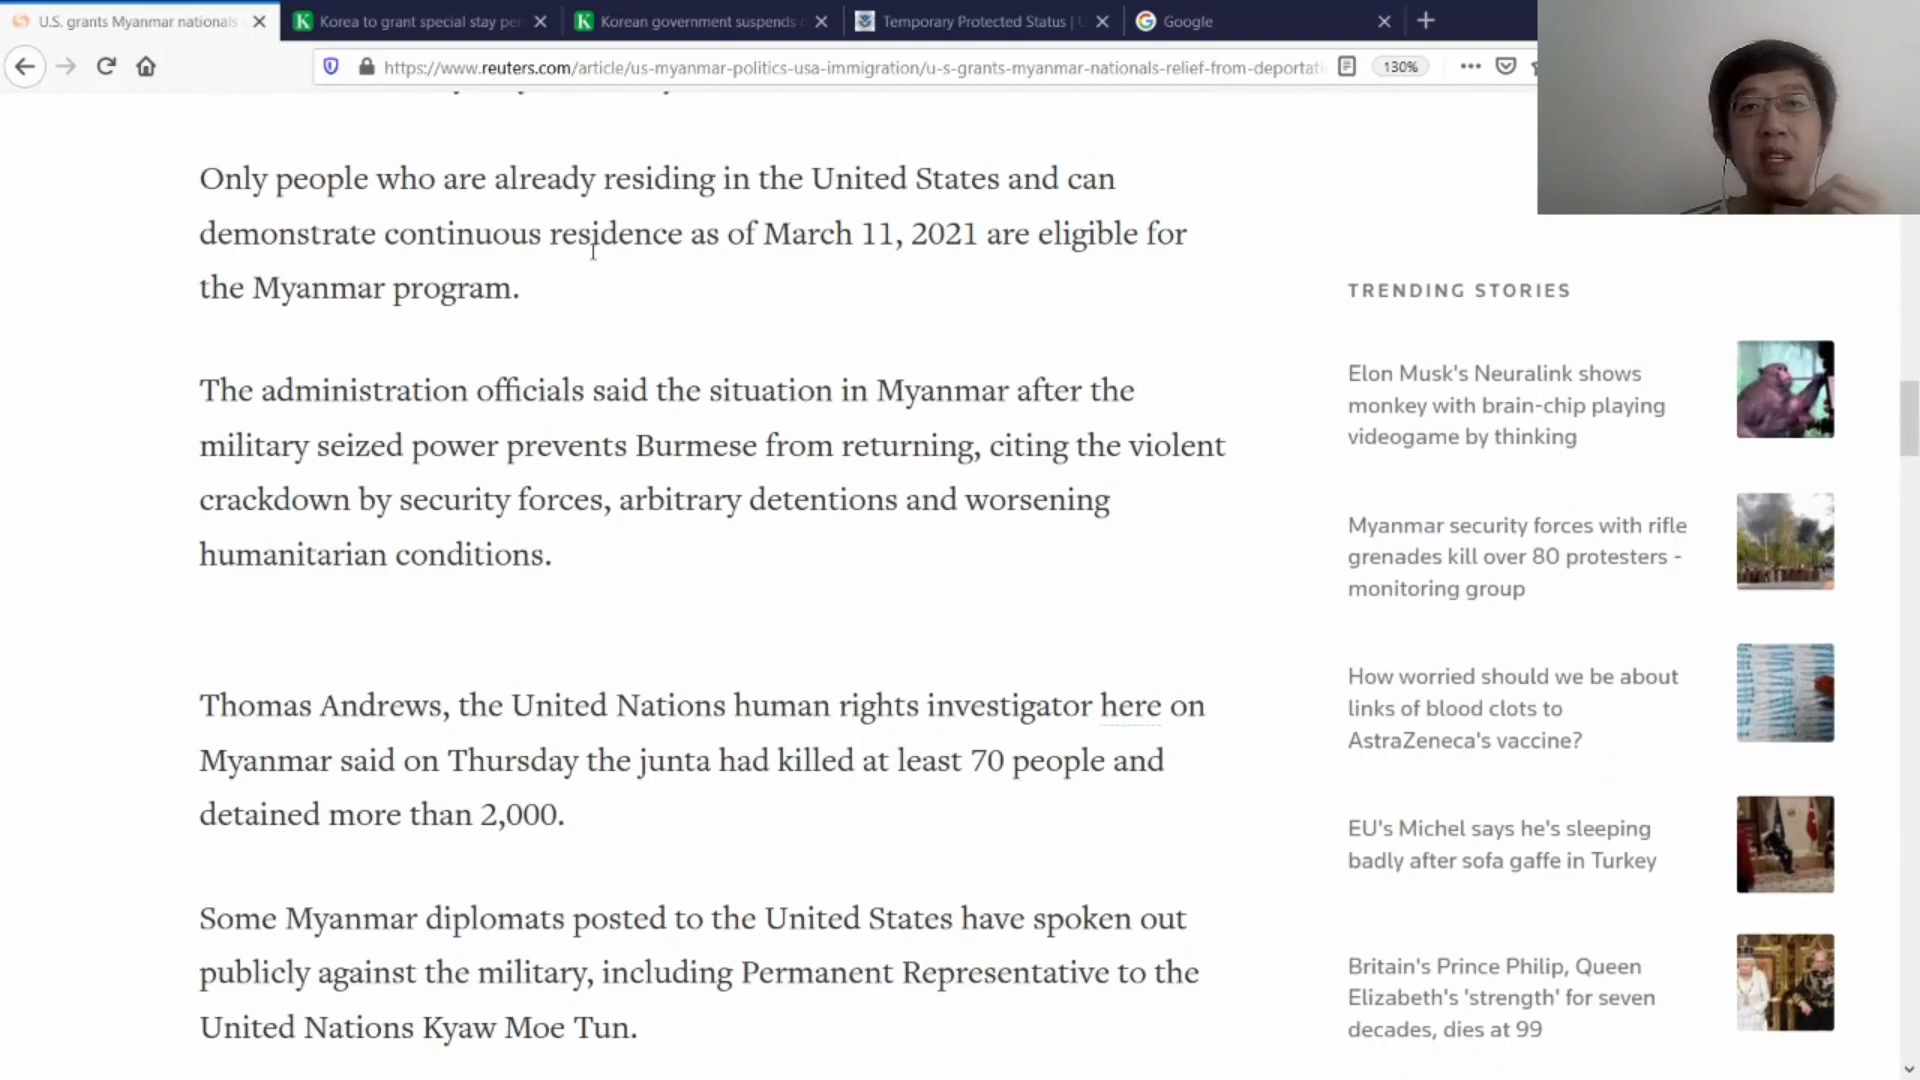 U.S. grants Myanmar nationals
Korea to grant special stay per
Korean government suspends
Temporary Protected Status |
Google
https://www.reuters.com/article/us-myanmar-politics-usa-immigration/u-s-grants-myanmar-nationals-relief-from-deportati
130%
Only people who are already residing in the United States and can
demonstrate continuous residence as of March 11, 2021 are eligible for
the Myanmar program.
The administration officials said the situation in Myanmar after the
military seized power prevents Burmese from returning, citing the violent
crackdown by security forces, arbitrary detentions and worsening
humanitarian conditions.
Thomas Andrews, the United Nations human rights investigator here on
Myanmar said on Thursday the junta had killed at least 70 people and
detained more than 2,000.
Some Myanmar diplomats posted to the United States have spoken out
publicly against the military, including Permanent Representative to the
United Nations Kyaw Moe Tun.
TRENDING STORIES
Elon Musk's Neuralink shows
monkey with brain-chip playing
videogame by thinking
Myanmar security forces with rifle
grenades kill over 80 protesters -
monitoring group
How worried should we be about
links of blood clots to
AstraZeneca's vaccine?
EU's Michel says he's sleeping
badly after sofa gaffe in Turkey
Britain's Prince Philip, Queen
Elizabeth's 'strength' for seven
decades, dies at 99